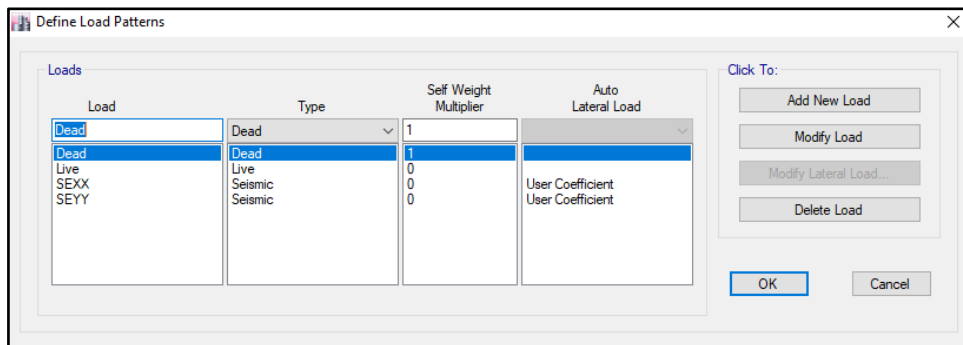 Define Load Patterns
Loads
Click To:
Load
Type
Self Weight
Multiplier
Auto
Lateral Load
Dead Dead 1
Dead Dead 1
Live Live 0
SEXX Seismic 0 User Coefficient
SEYY Seismic 0 User Coefficient
Add New Load
Modify Load
Modify Lateral Load...
Delete Load
OK Cancel